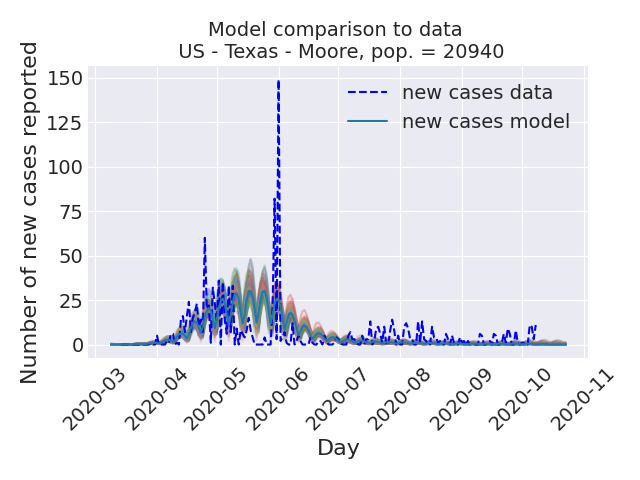 Model comparison to data
US - Texas - Moore, pop. = 20940
Number of new cases reported
150
125
100
75
50
25
0
new cases data
new cases model
2020-03
2020-04
2020-05
2020-06
2020-07
2020-08
2020-09
2020-10
2020-11
Day